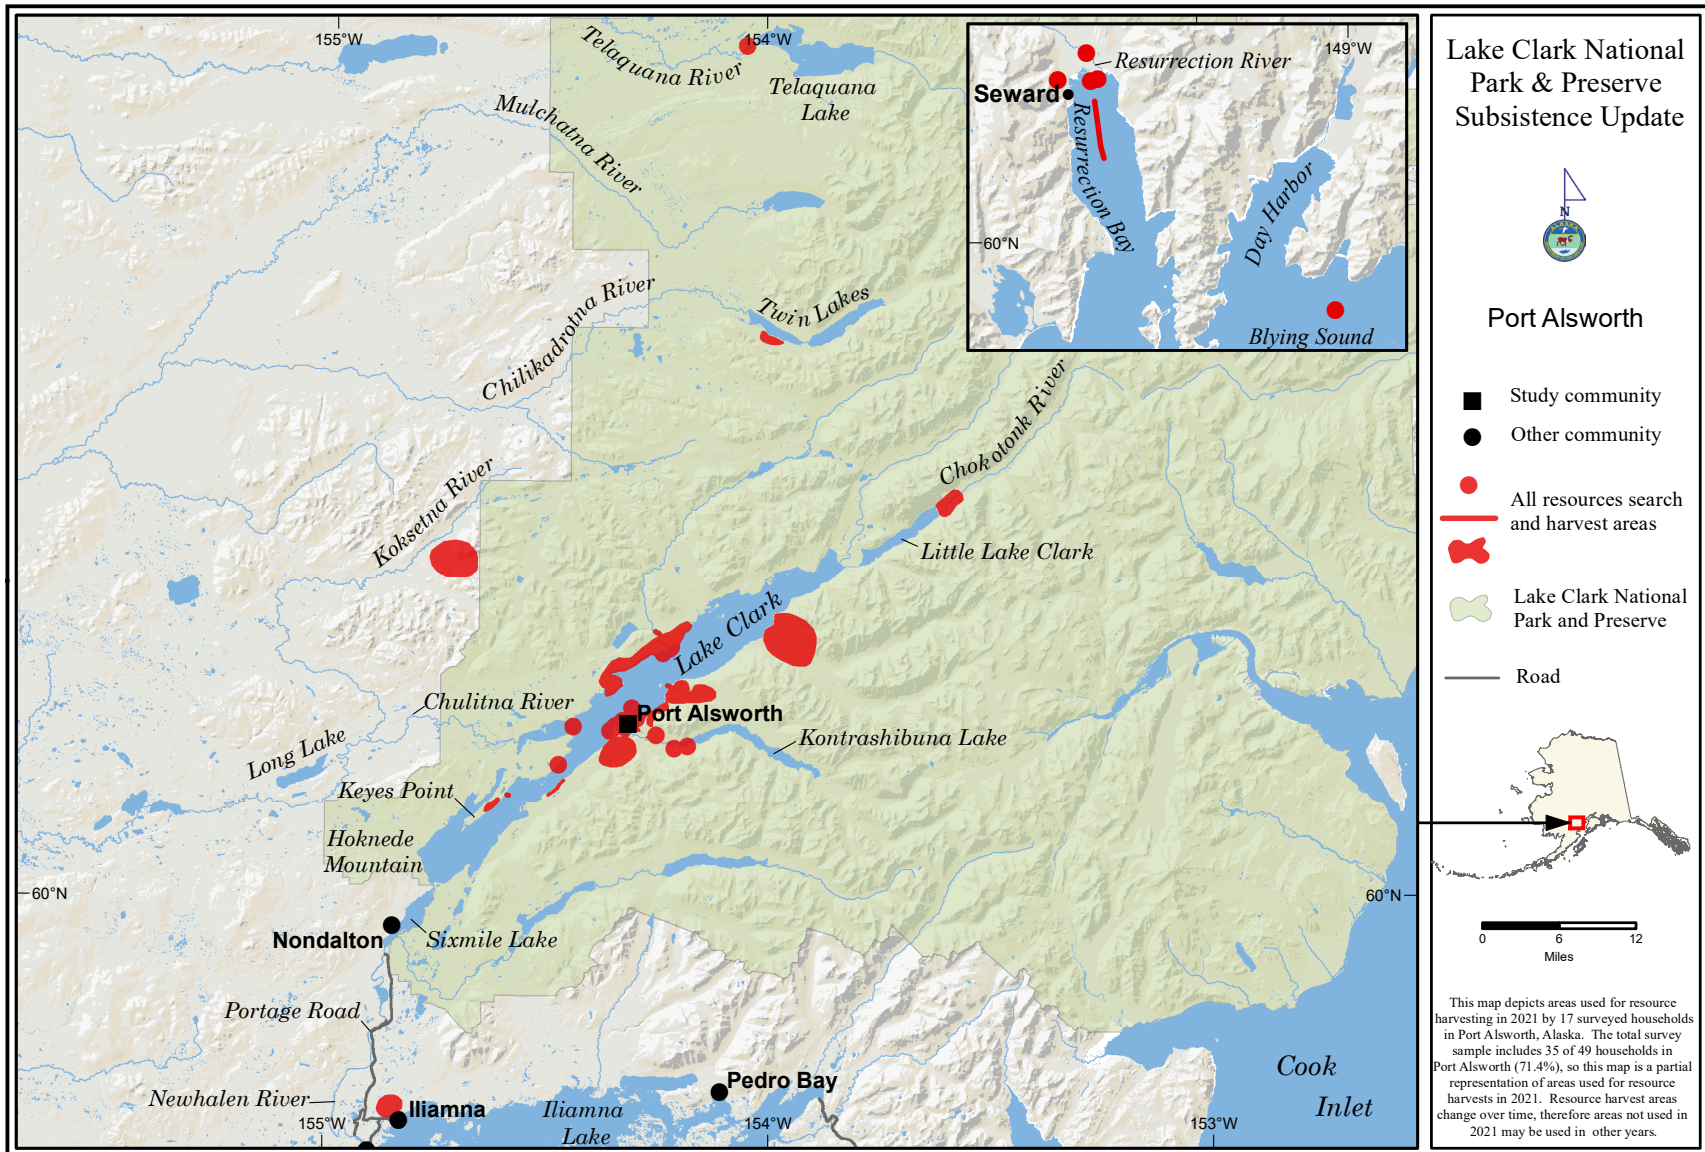 155°W
154°W
Telaquana River
Telaquana
Lake
Mulchatna River
Resurrection River
149°W
Seward
Resurrection Bay
Day Harbor
60°N
Blying Sound
Chilikadrotna River
Twin Lakes
Chokotonk River
Koksetna River
Little Lake Clark
Lake Clark
Chulitna River
Port Alsworth
Kontrashibuna Lake
Long Lake
Keyes Point
Hoknede
Mountain
60°N
60°N
Nondalton
Sixmile Lake
Portage Road
Pedro Bay
Newhalen River
Iliamna
Iliamna
Lake
Cook
Inlet
155°W
154°W
153°W
Lake Clark National
Park & Preserve
Subsistence Update
N
ALASKA
Port Alsworth
Study community
Other community
All resources search
and harvest areas
Lake Clark National
Park and Preserve
Road
0 6 12
Miles
This map depicts areas used for resource
harvesting in 2021 by 17 surveyed households
in Port Alsworth, Alaska. The total survey
sample includes 35 of 49 households in
Port Alsworth (71.4%), so this map is a partial
representation of areas used for resource
harvests in 2021. Resource harvest areas
change over time, therefore areas not used in
2021 may be used in other years.